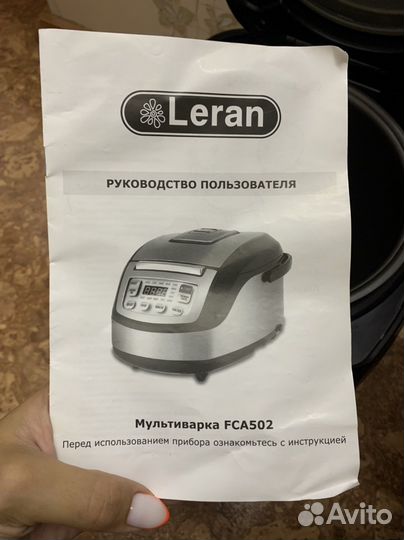 Leran
РУКОВОДСТВО ПОЛЬЗОВАТЕЛЯ
Мультиварка FCA502
Перед использованием прибора ознакомьтесь с инструкцией
Avito